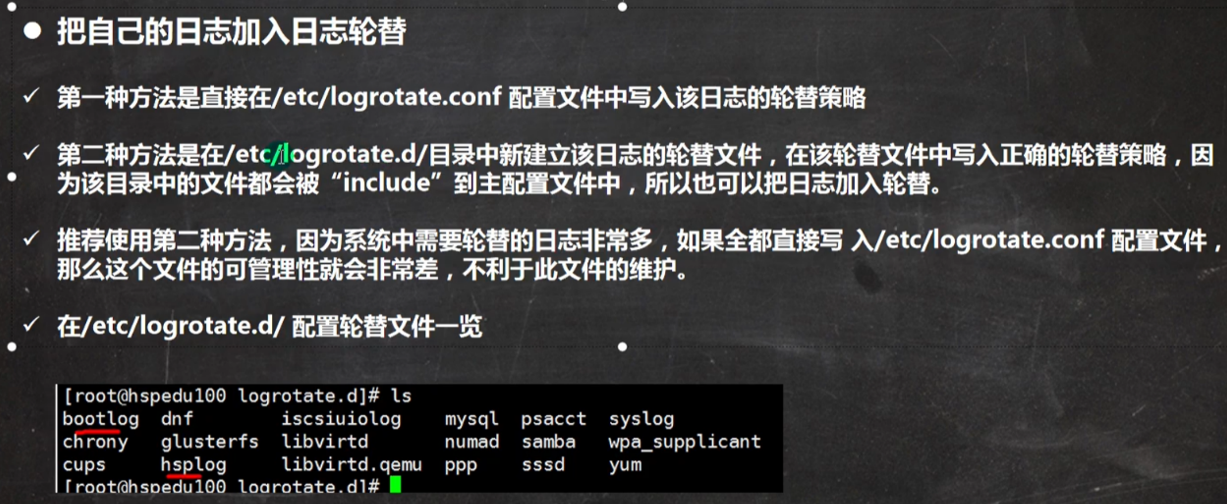 把自己的日志加入日志轮替
第一种方法是直接在/etc/logrotate.conf 配置文件中写入该日志的轮替策略
第二种方法是在/etc/logrotate.d/目录中新建立该日志的轮替文件，在该轮替文件中写入正确的轮替策略，因
为该目录中的文件都会被“include”到主配置文件中，所以也可以把日志加入轮替。
推荐使用第二种方法，因为系统中需要轮替的日志非常多，如果全都直接写 入/etc/logrotate.conf 配置文件，
那么这个文件的可管理性就会非常差，不利于此文件的维护。
在/etc/logrotate.d/ 配置轮替文件一览
[root@hspedu100 logrotate.d]# ls
bootlog dnf iscsiuiolog mysql psacct syslog
chrony glusterfs libvirtd numad samba wpa_supplicant
cups hsplog libvirtd.qemu ppp sssd yum
[root@hspedu100 logrotate.d]#